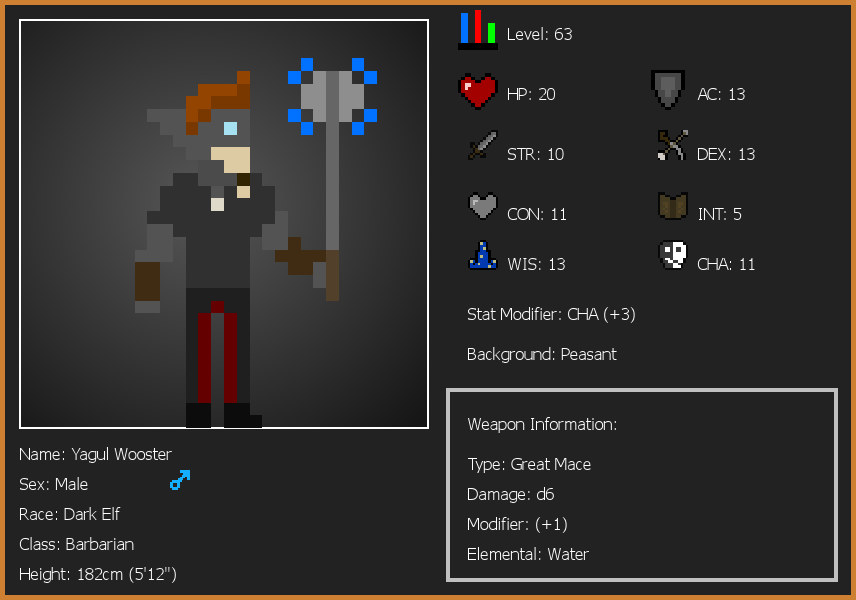 Level: 63
HP: 20
AC: 13
STR: 10
DEX: 13
CON: 11
INT: 5
WIS: 13
CHA: 11
Stat Modifier: CHA (+3)
Background: Peasant
Weapon Information:
Type: Great Mace
Damage: d6
Modifier: (+1)
Elemental: Water
Name: Yagul Wooster
Sex: Male
Race: Dark Elf
Class: Barbarian
Height: 182cm (5'12")